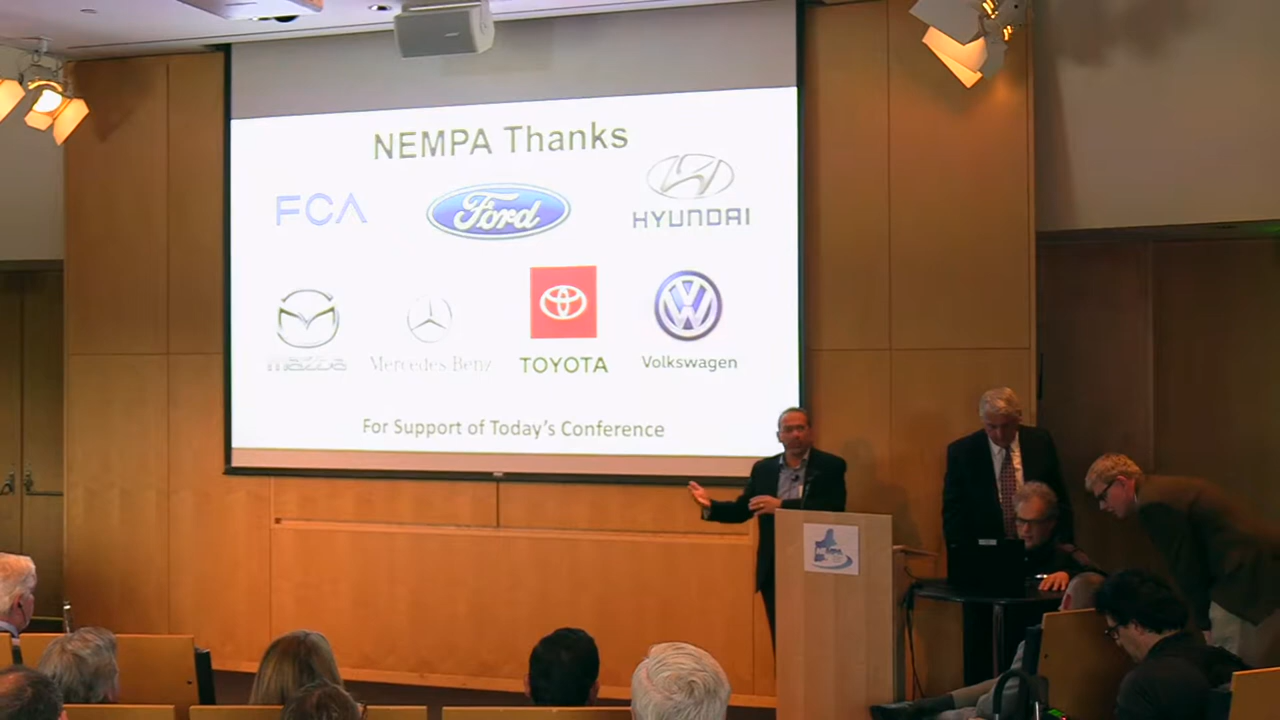 NEMPA Thanks
FCA
Ford
HYUNDAI
mazda
Mercedes-Benz
TOYOTA
Volkswagen
For Support of Today's Conference